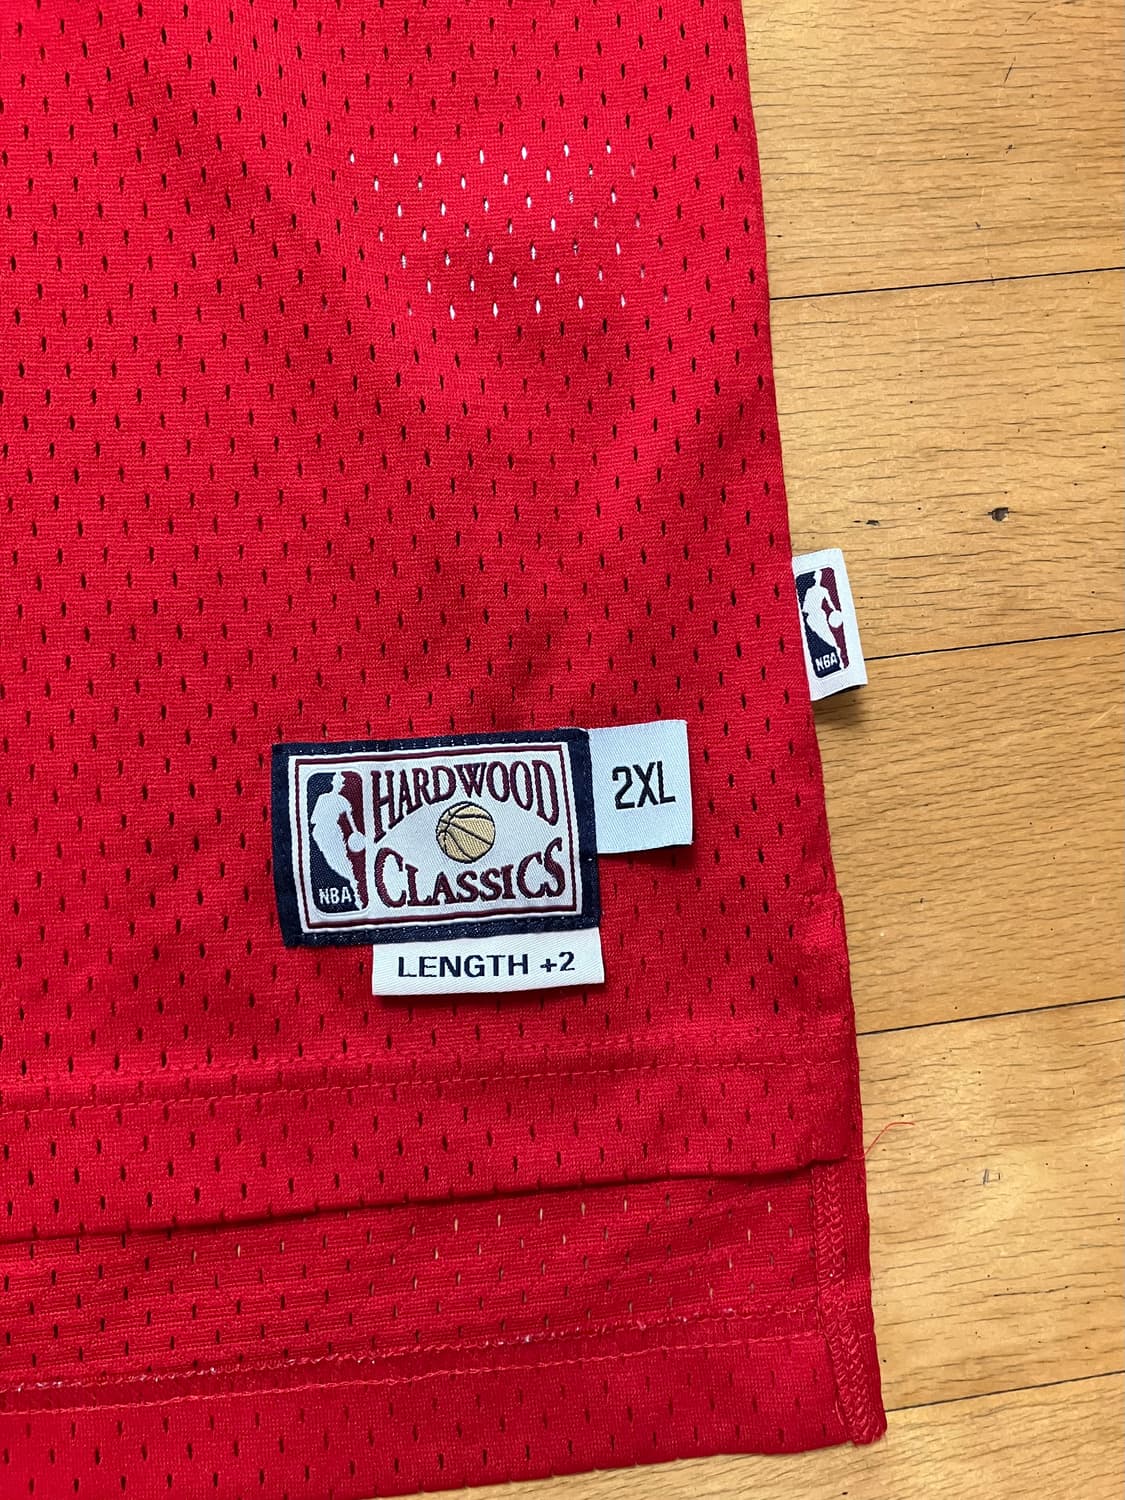 NBA
HARDWOOD
CLASSICS
NBA
2XL
LENGTH +2